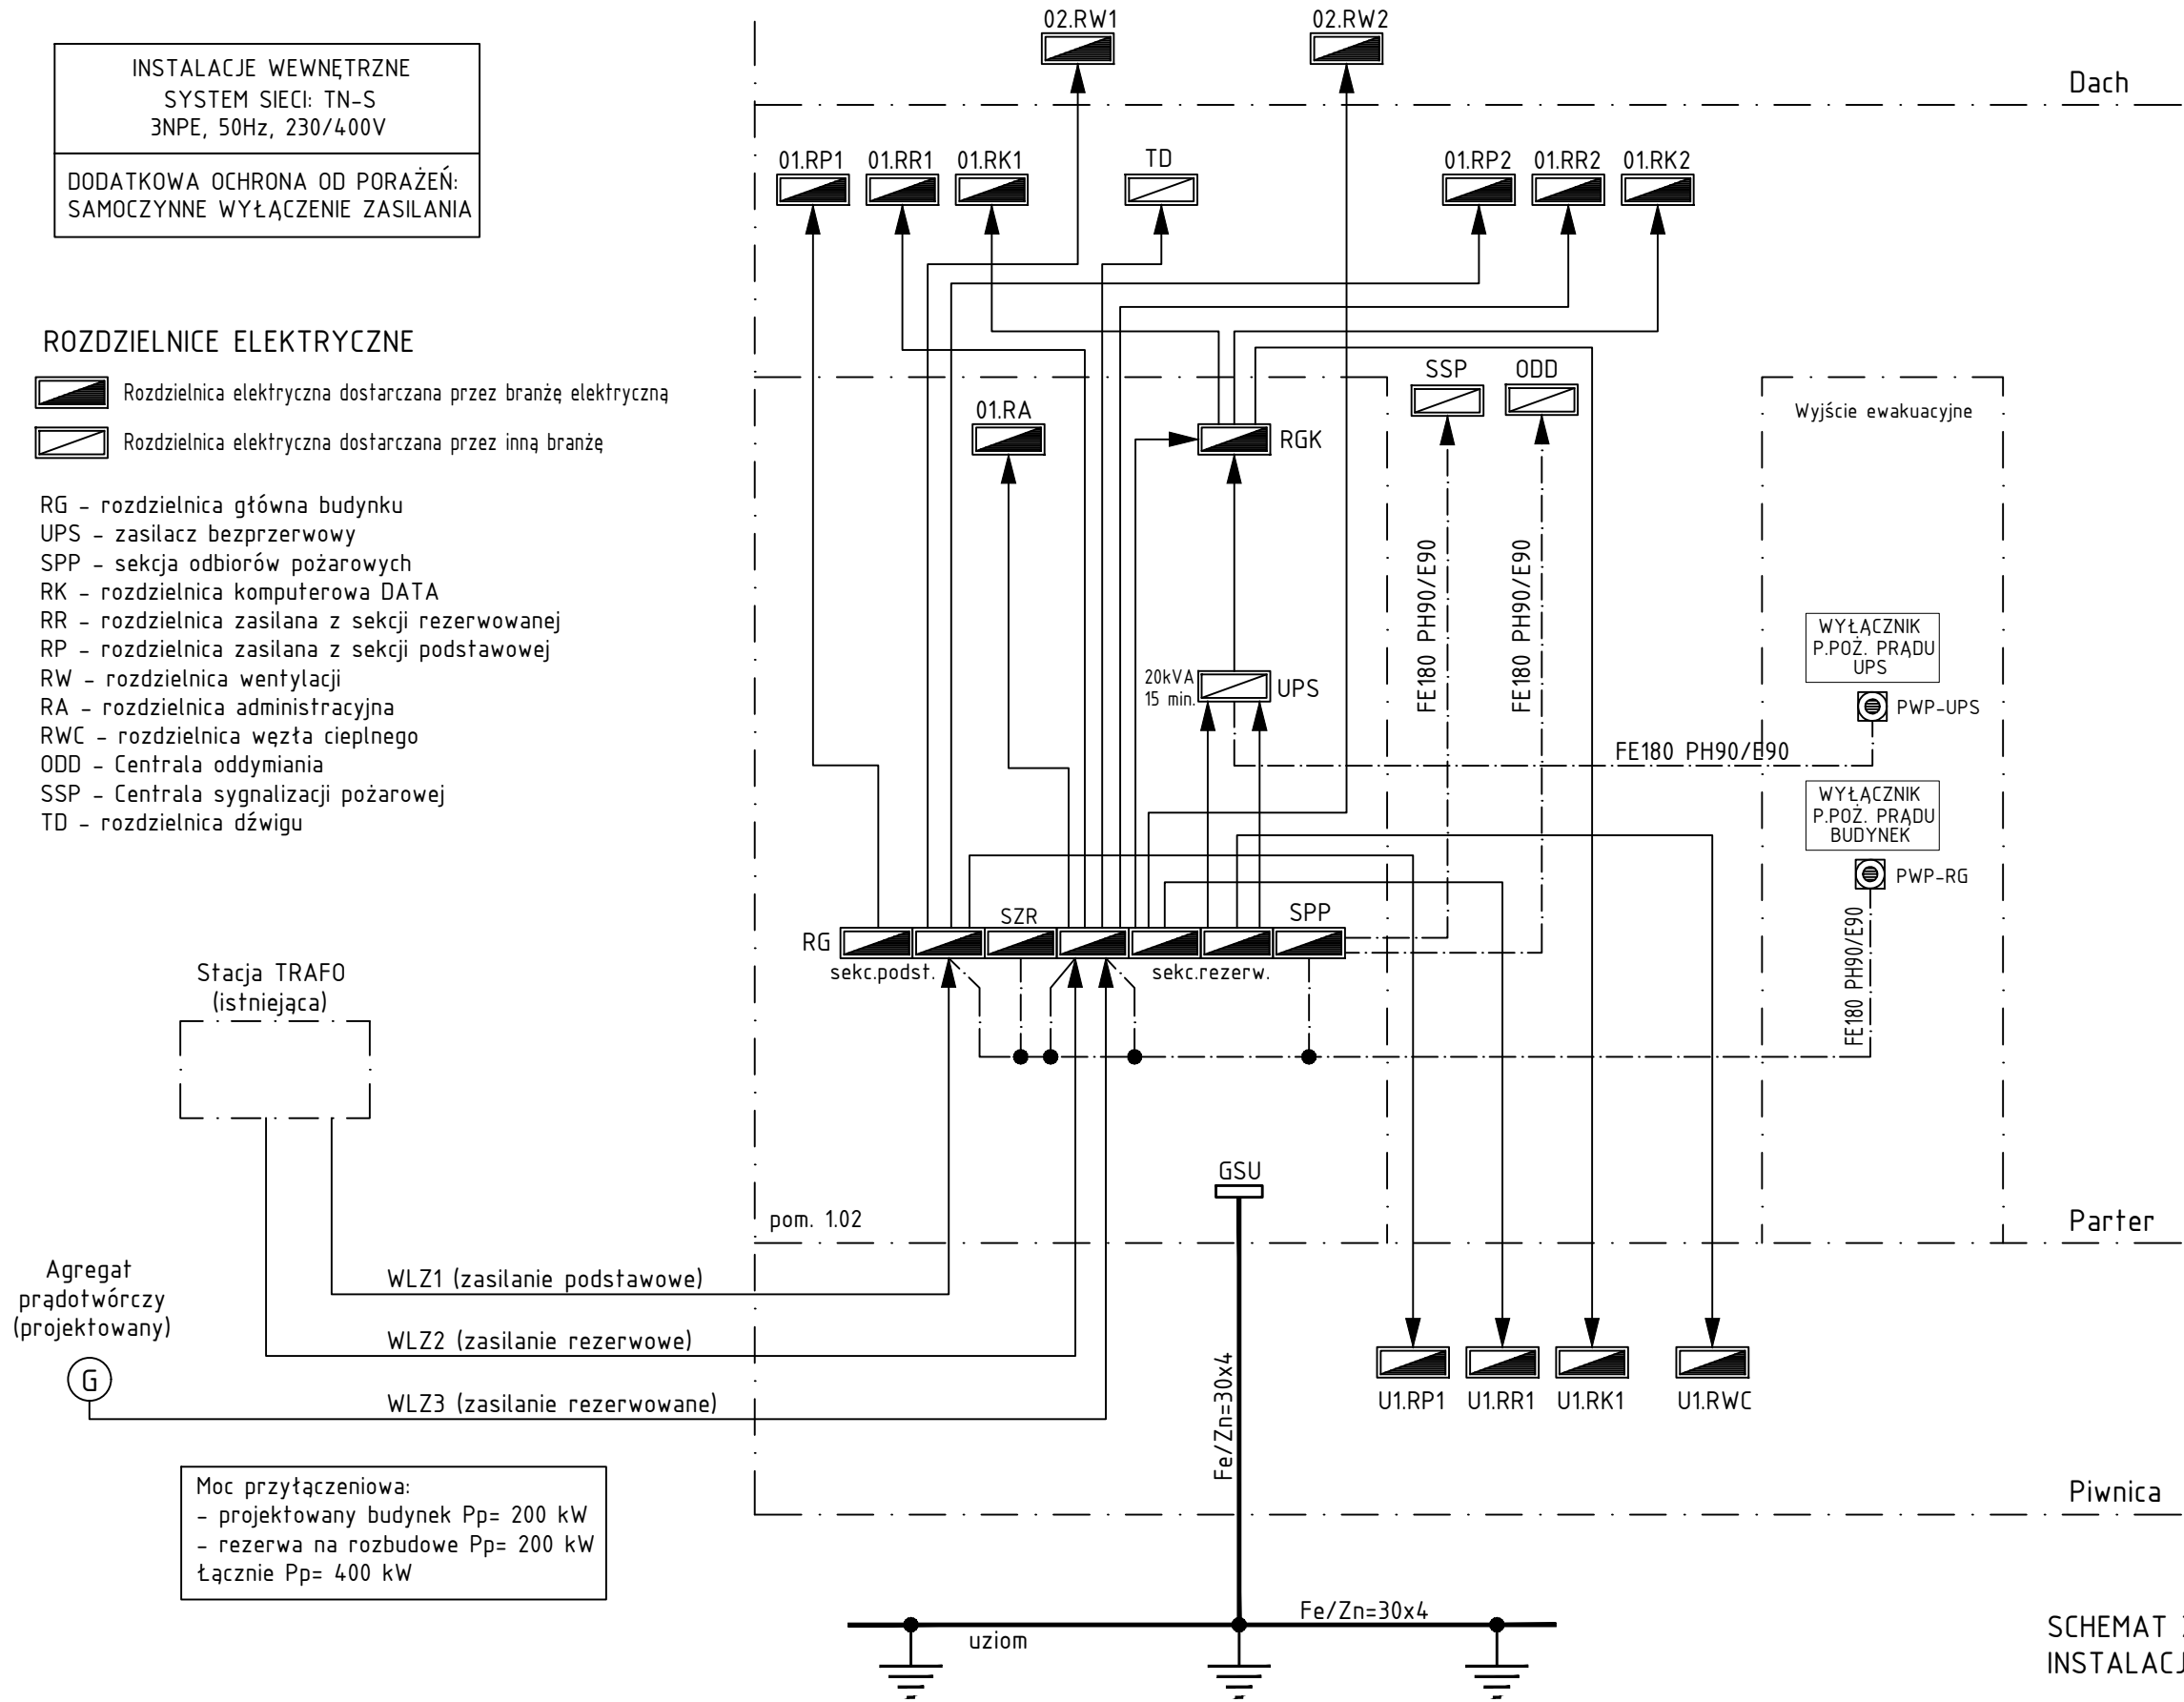 INSTALACJE WEWNĘTRZNE
SYSTEM SIECI: TN-S
3NPE, 50Hz, 230/400V
DODATKOWA OCHRONA OD PORAŻEŃ:
SAMOCZYNNE WYŁĄCZENIE ZASILANIA
ROZDZIELNICE ELEKTRYCZNE
Rozdzielnica elektryczna dostarczana przez branżę elektryczną
Rozdzielnica elektryczna dostarczana przez inną branżę
RG - rozdzielnica główna budynku
UPS - zasilacz bezprzerwowy
SPP - sekcja odbiorów pożarowych
RK - rozdzielnica komputerowa DATA
RR - rozdzielnica zasilana z sekcji rezerwowanej
RP - rozdzielnica zasilana z sekcji podstawowej
RW - rozdzielnica wentylacji
RA - rozdzielnica administracyjna
RWC - rozdzielnica węzła cieplnego
ODD - Centrala oddymiania
SSP - Centrala sygnalizacji pożarowej
TD - rozdzielnica dźwigu
Stacja TRAFO
(istniejąca)
Agregat
prądotwórczy
(projektowany)
G
WLZ1 (zasilanie podstawowe)
WLZ2 (zasilanie rezerwowe)
WLZ3 (zasilanie rezerwowane)
Moc przyłączeniowa:
- projektowany budynek Pp= 200 kW
- rezerwa na rozbudowe Pp= 200 kW
Łącznie Pp= 400 kW
02.RW1
02.RW2
Dach
01.RP1
01.RR1
01.RK1
TD
01.RP2
01.RR2
01.RK2
SSP
ODD
01.RA
RGK
Wyjście ewakuacyjne
FE180 PH90/E90
FE180 PH90/E90
20kVA
15 min.
UPS
WYŁĄCZNIK
P.POŻ. PRĄDU
UPS
PWP-UPS
FE180 PH90/E90
WYŁĄCZNIK
P.POŻ. PRĄDU
BUDYNEK
PWP-RG
FE180 PH90/E90
RG
SZR
SPP
sekc.podst.
sekc.rezerw.
GSU
pom. 1.02
Parter
Fe/Zn=30x4
U1.RP1
U1.RR1
U1.RK1
U1.RWC
Piwnica
Fe/Zn=30x4
uziom
SCHEMAT
INSTALACJ